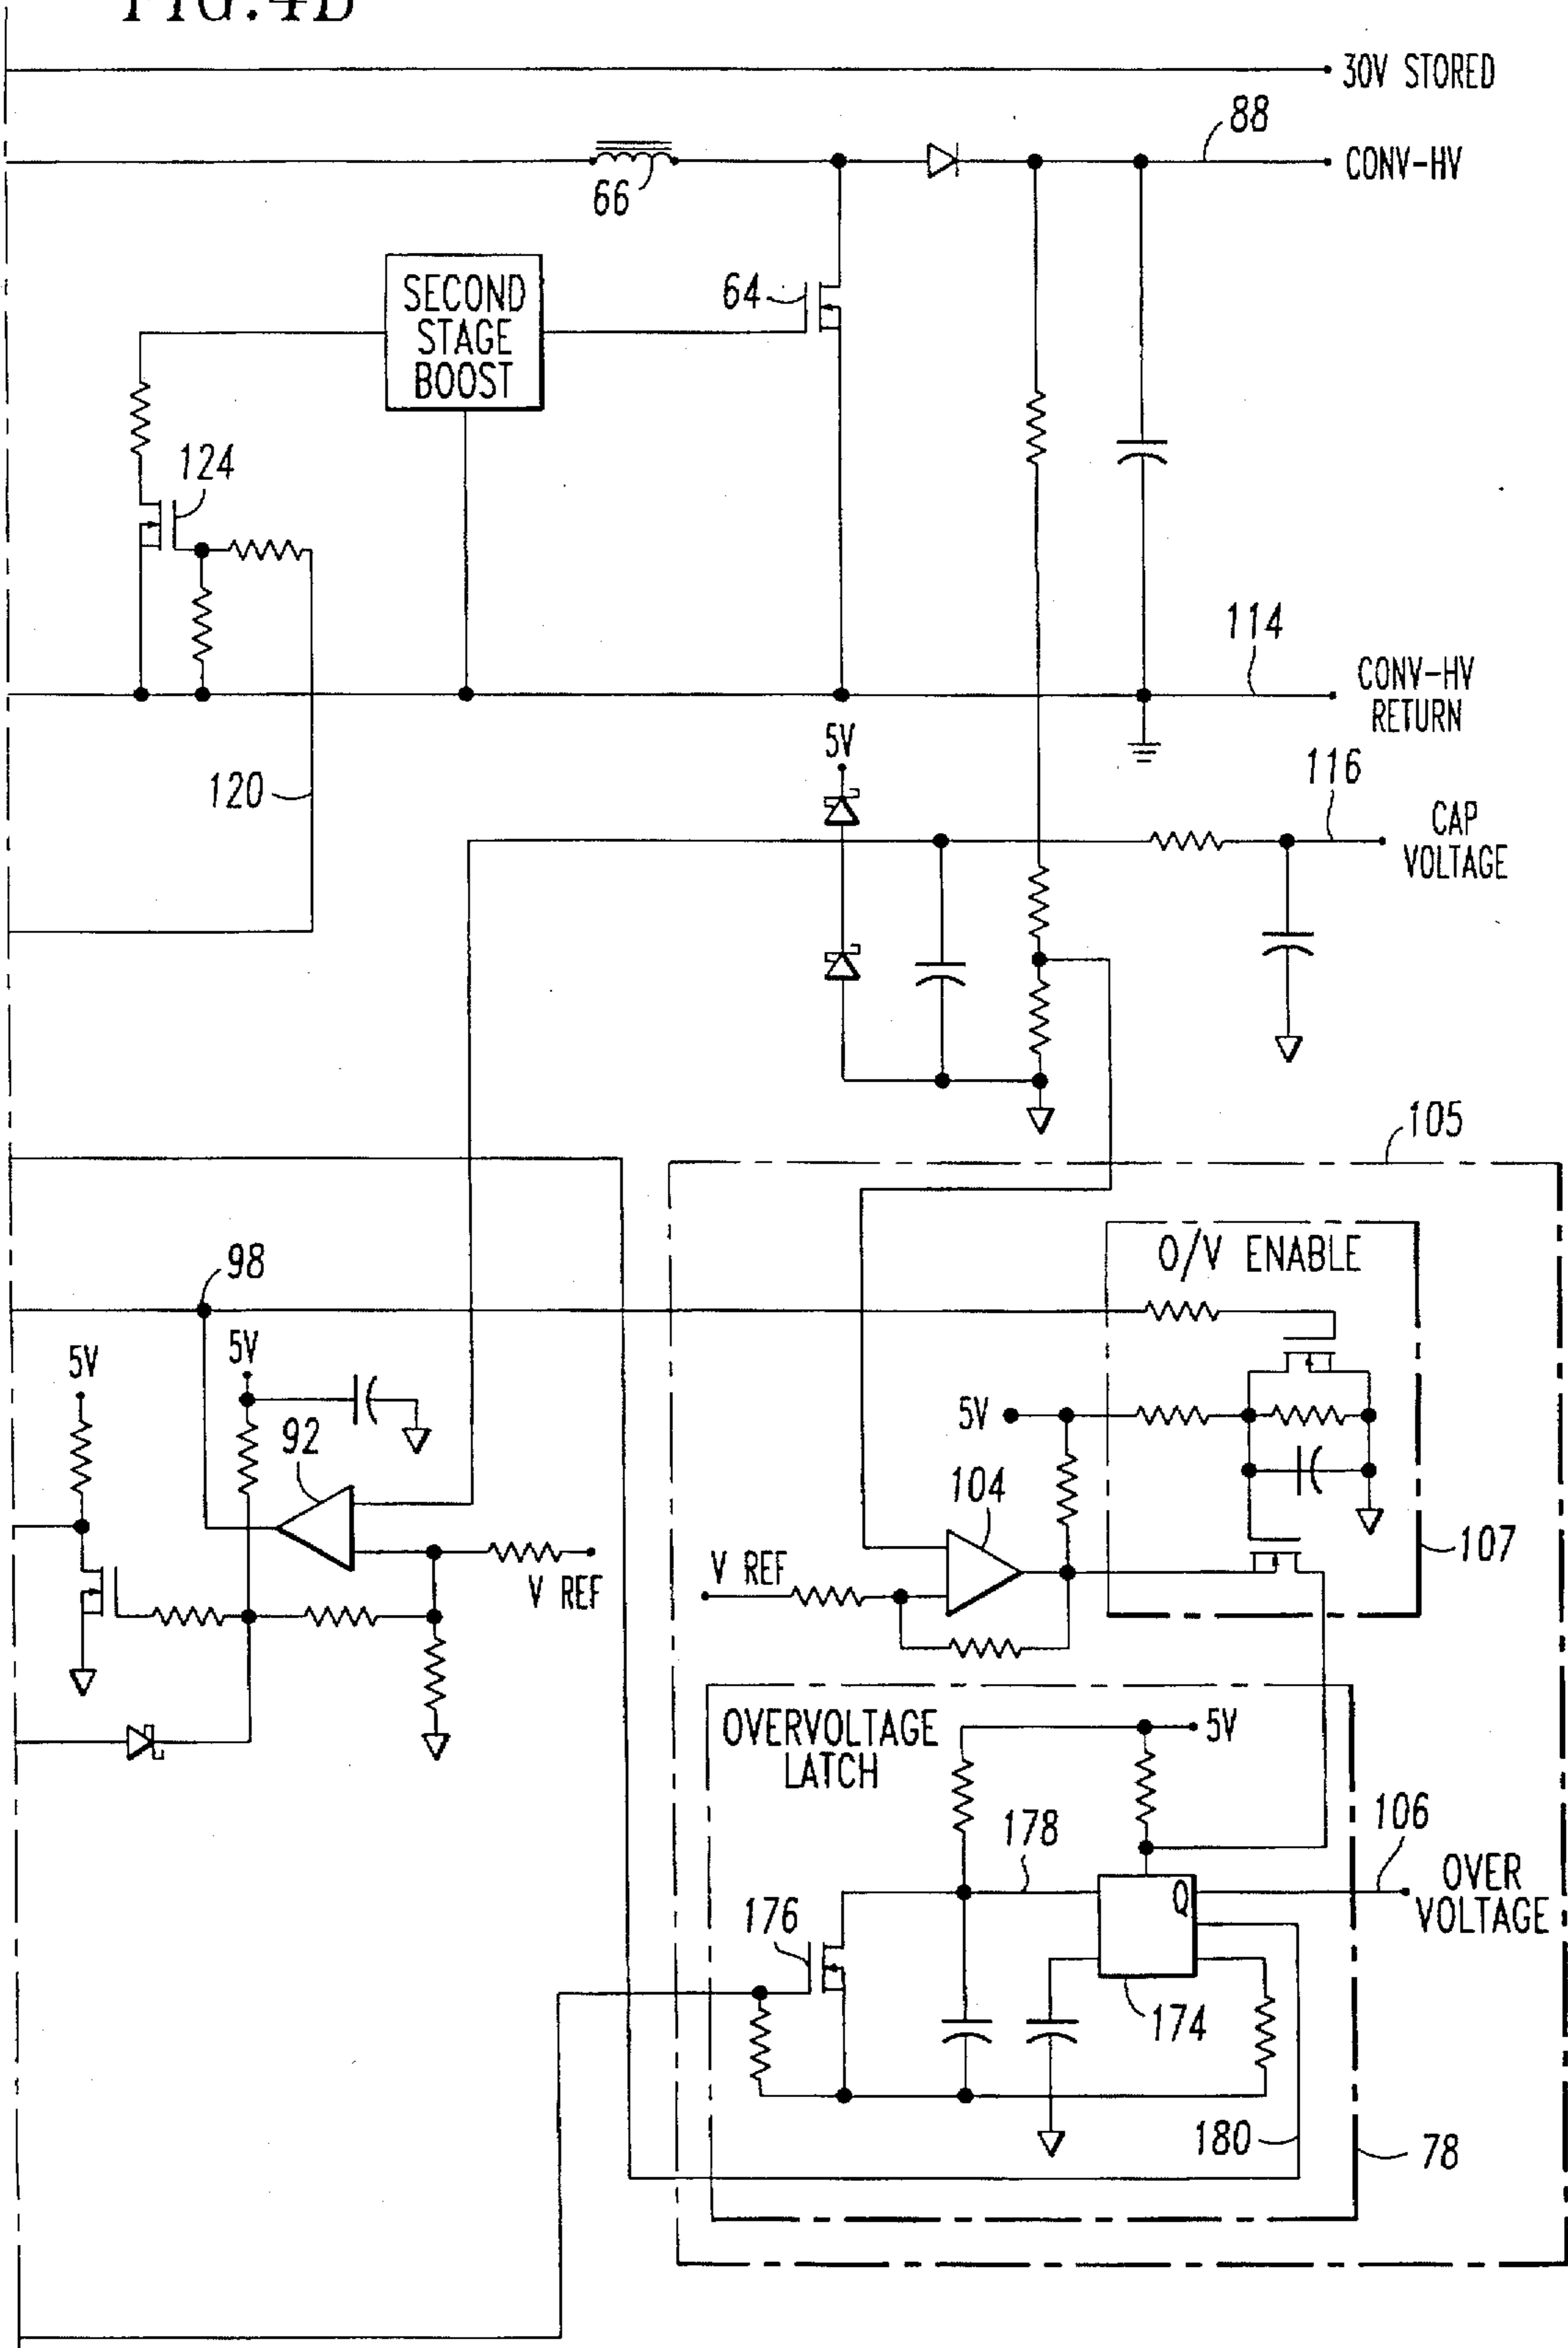 FIG.4B
30V STORED
88
CONV-HV
66
SECOND
STAGE
BOOST
64
124
114
CONV-HV
RETURN
5V
116
120
CAP
VOLTAGE
105
O/V ENABLE
98
5V
5V
5V
92
104
V REF
V REF
107
OVERVOLTAGE
LATCH
5V
178
106
OVER
VOLTAGE
Q
176
174
180
78